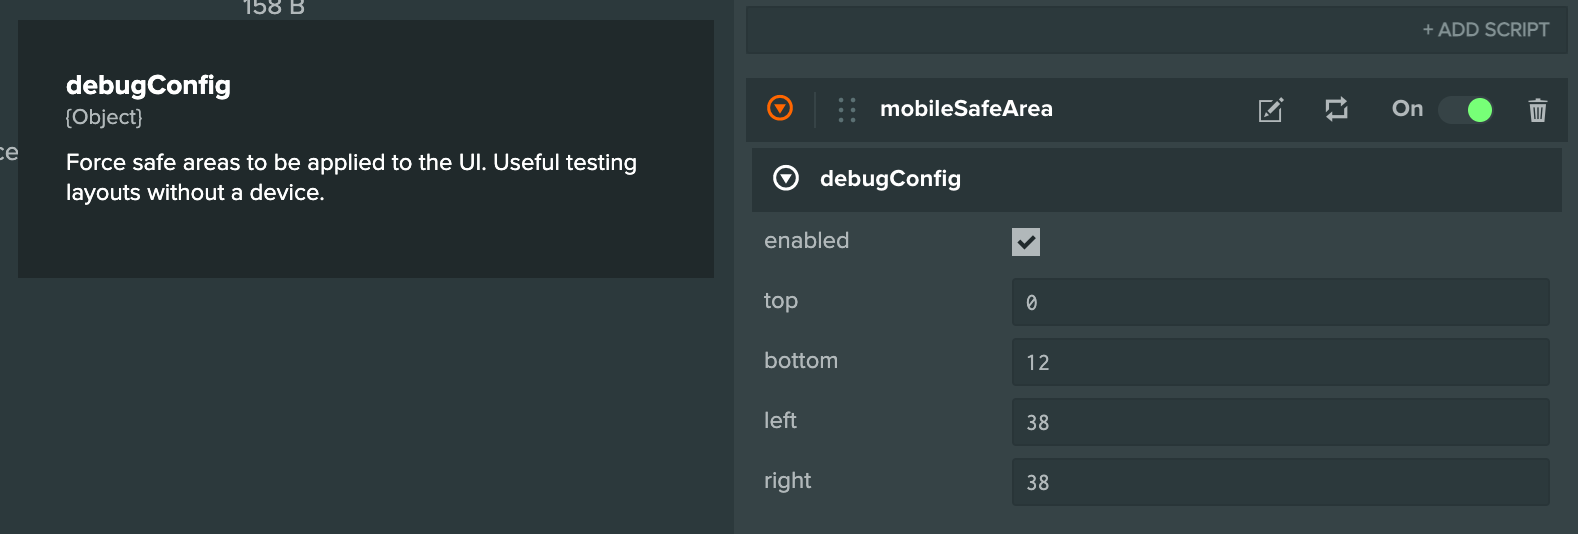 158 B
debugConfig
{Object}
Force safe areas to be applied to the UI. Useful testing
layouts without a device.
ce
+ ADD SCRIPT
mobileSafeArea
On
debugConfig
enabled
top
0
bottom
12
left
38
right
38